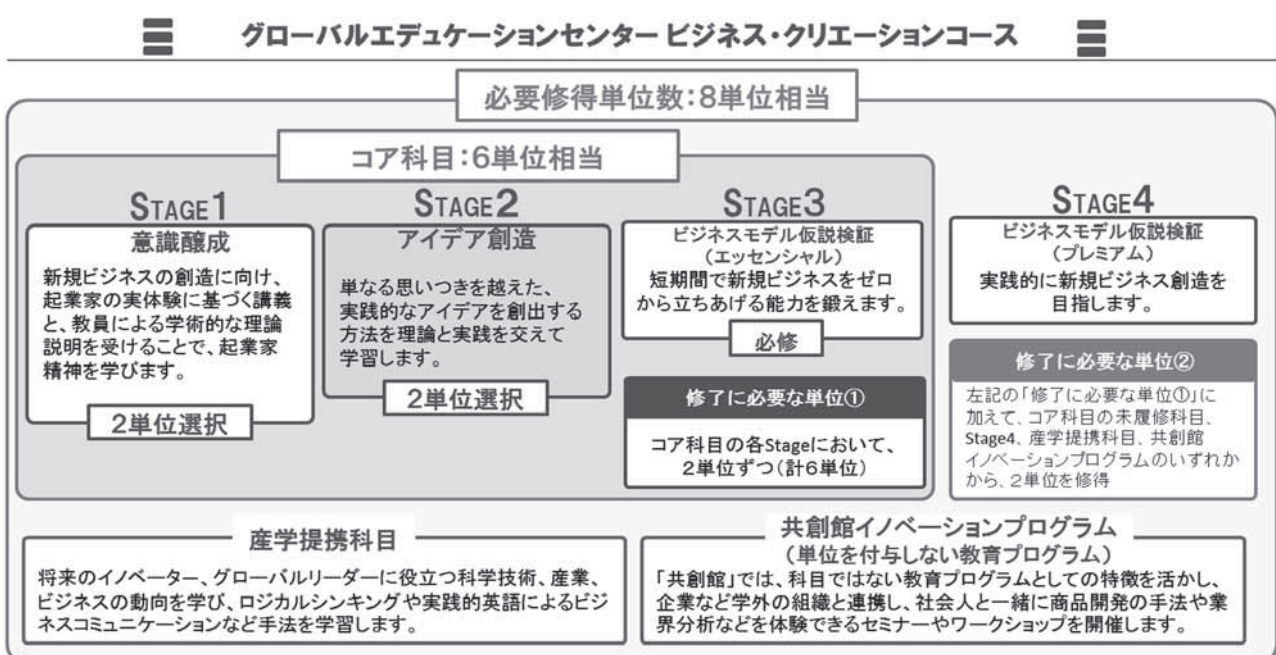 グローバルエデュケーションセンター ビジネス・クリエーションコース
必要修得単位数:8単位相当
コア科目:6単位相当
STAGE1
意識醸成
新規ビジネスの創造に向け、
起業家の実体験に基づく講義
と、教員による学術的な理論
説明を受けることで、起業家
精神を学びます。
2単位選択
STAGE2
アイデア創造
単なる思いつきを越えた、
実践的なアイデアを創出する
方法を理論と実践を交えて
学習します。
2単位選択
STAGE3
ビジネスモデル仮説検証
(エッセンシャル)
短期間で新規ビジネスをゼロ
から立ちあげる能力を鍛えます。
必修
修了に必要な単位①
コア科目の各Stageにおいて、
2単位ずつ(計6単位)
STAGE4
ビジネスモデル仮説検証
(プレミアム)
実践的に新規ビジネス創造を
目指します。
修了に必要な単位②
左記の「修了に必要な単位①」に
加えて、コア科目の未履修科目、
Stage4、産学提携科目、共創館
イノベーションプログラムのいずれか
から、2単位を修得
産学提携科目
将来のイノベーター、グローバルリーダーに役立つ科学技術、産業、
ビジネスの動向を学び、ロジカルシンキングや実践的英語によるビジ
ネスコミュニケーションなど手法を学習します。
共創館イノベーションプログラム
(単位を付与しない教育プログラム)
「共創館」では、科目ではない教育プログラムとしての特徴を活かし、
企業など学外の組織と連携し、社会人と一緒に商品開発の手法や業
界分析などを体験できるセミナーやワークショップを開催します。